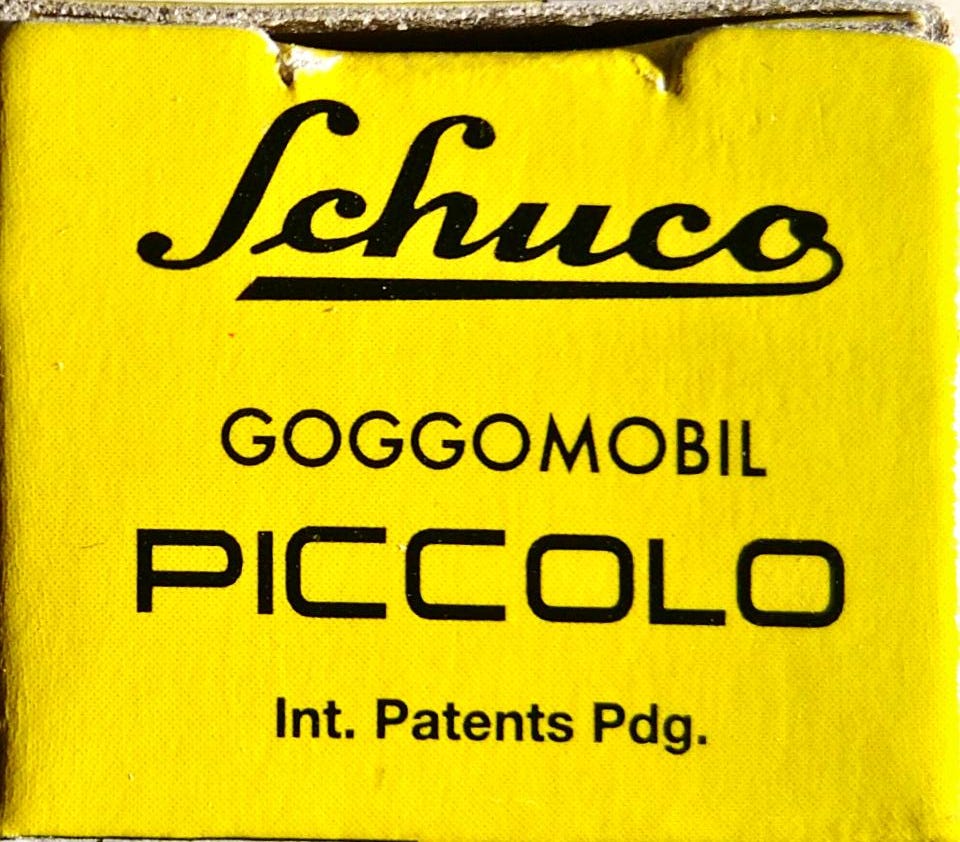 Schuco
GOGGOMOBIL
PICCOLO
Int. Patents Pdg.